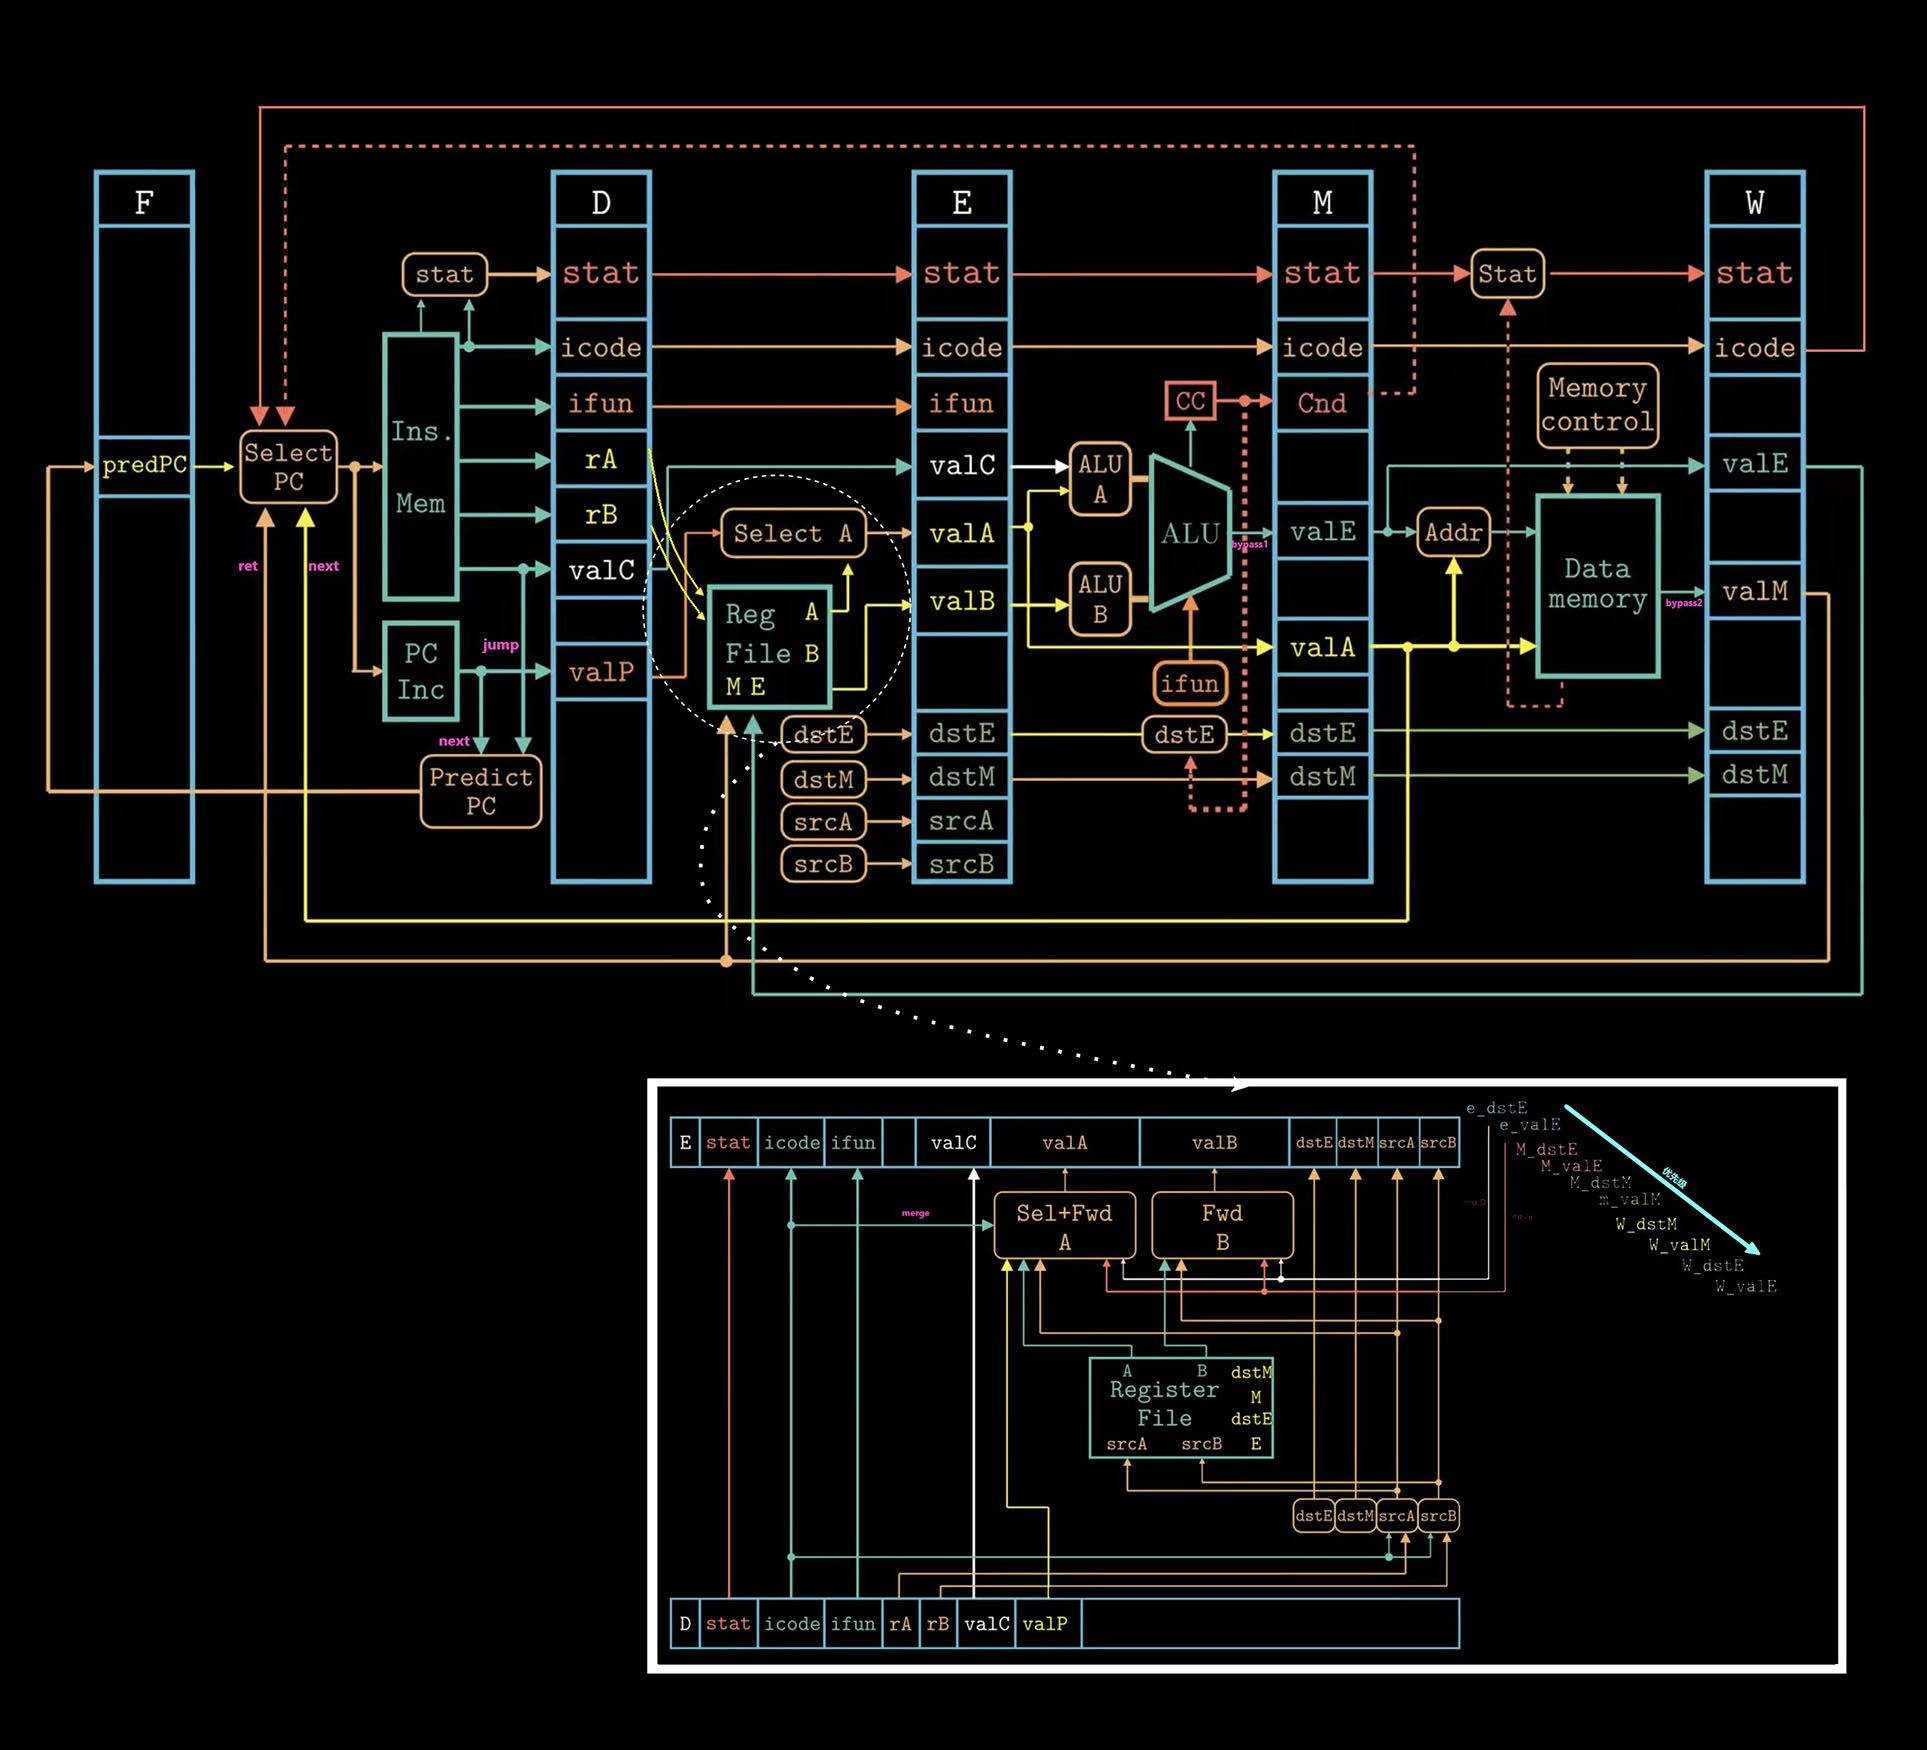 F
D
E
M
W
stat
stat
stat
stat
Stat
stat
icode
icode
icode
icode
Memory
control
ifun
ifun
CC
Cnd
Ins.
Mem
predPC
Select
PC
rA
valC
ALU
A
valE
rB
Select A
valA
ALU
bypass1
valE
Addr
Data
memory
ret
next
valC
Reg A
File B
M E
valB
ALU
B
bypass2
valM
PC
Inc
jump
valP
ifun
valA
next
dstE
dstE
dstE
dstE
dstE
Predict
PC
dstM
dstM
dstM
dstM
srcA
srcA
srcB
srcB
E stat icode ifun valC valA valB dstE dstM srcA srcB
e_dstE
e_valE
M_dstE
M_valE
M_dstM
m_valM
W_dstM
W_valM
W_dstE
W_valE
优先级
merge
Sel+Fwd
A
Fwd
B
A B dstM
Register M
File dstE
srcA srcB E
dstE dstM srcA srcB
D stat icode ifun rA rB valC valP